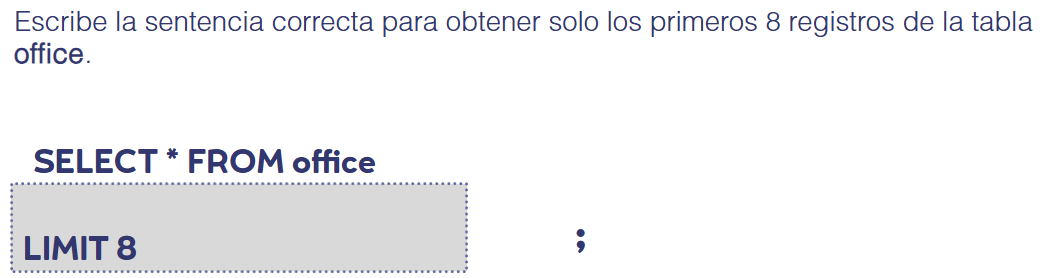 Escribe la sentencia correcta para obtener solo los primeros 8 registros de la tabla
office.
SELECT * FROM office
LIMIT 8 ;